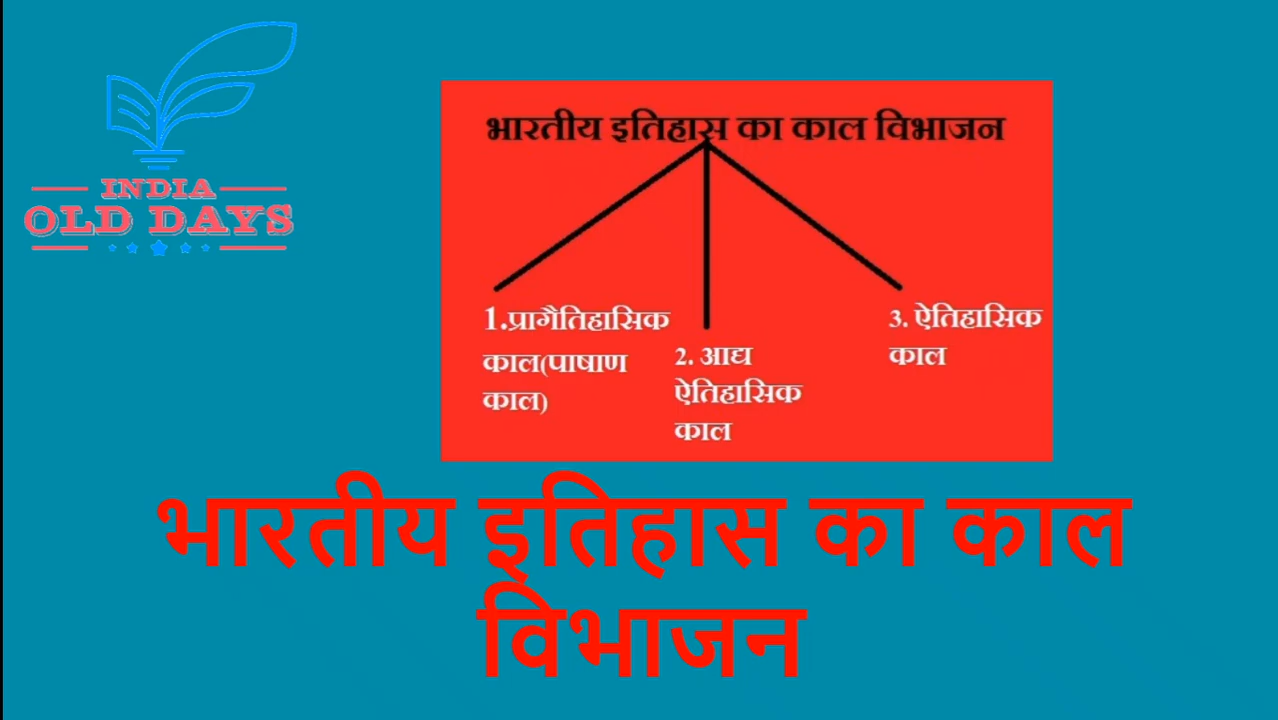 INDIA
OLD DAYS
भारतीय इतिहास का काल विभाजन
1.प्रागैतिहासिक
काल(पाषाण
काल)
2. आद्य
ऐतिहासिक
काल
3. ऐतिहासिक
काल
भारतीय इतिहास का काल
विभाजन